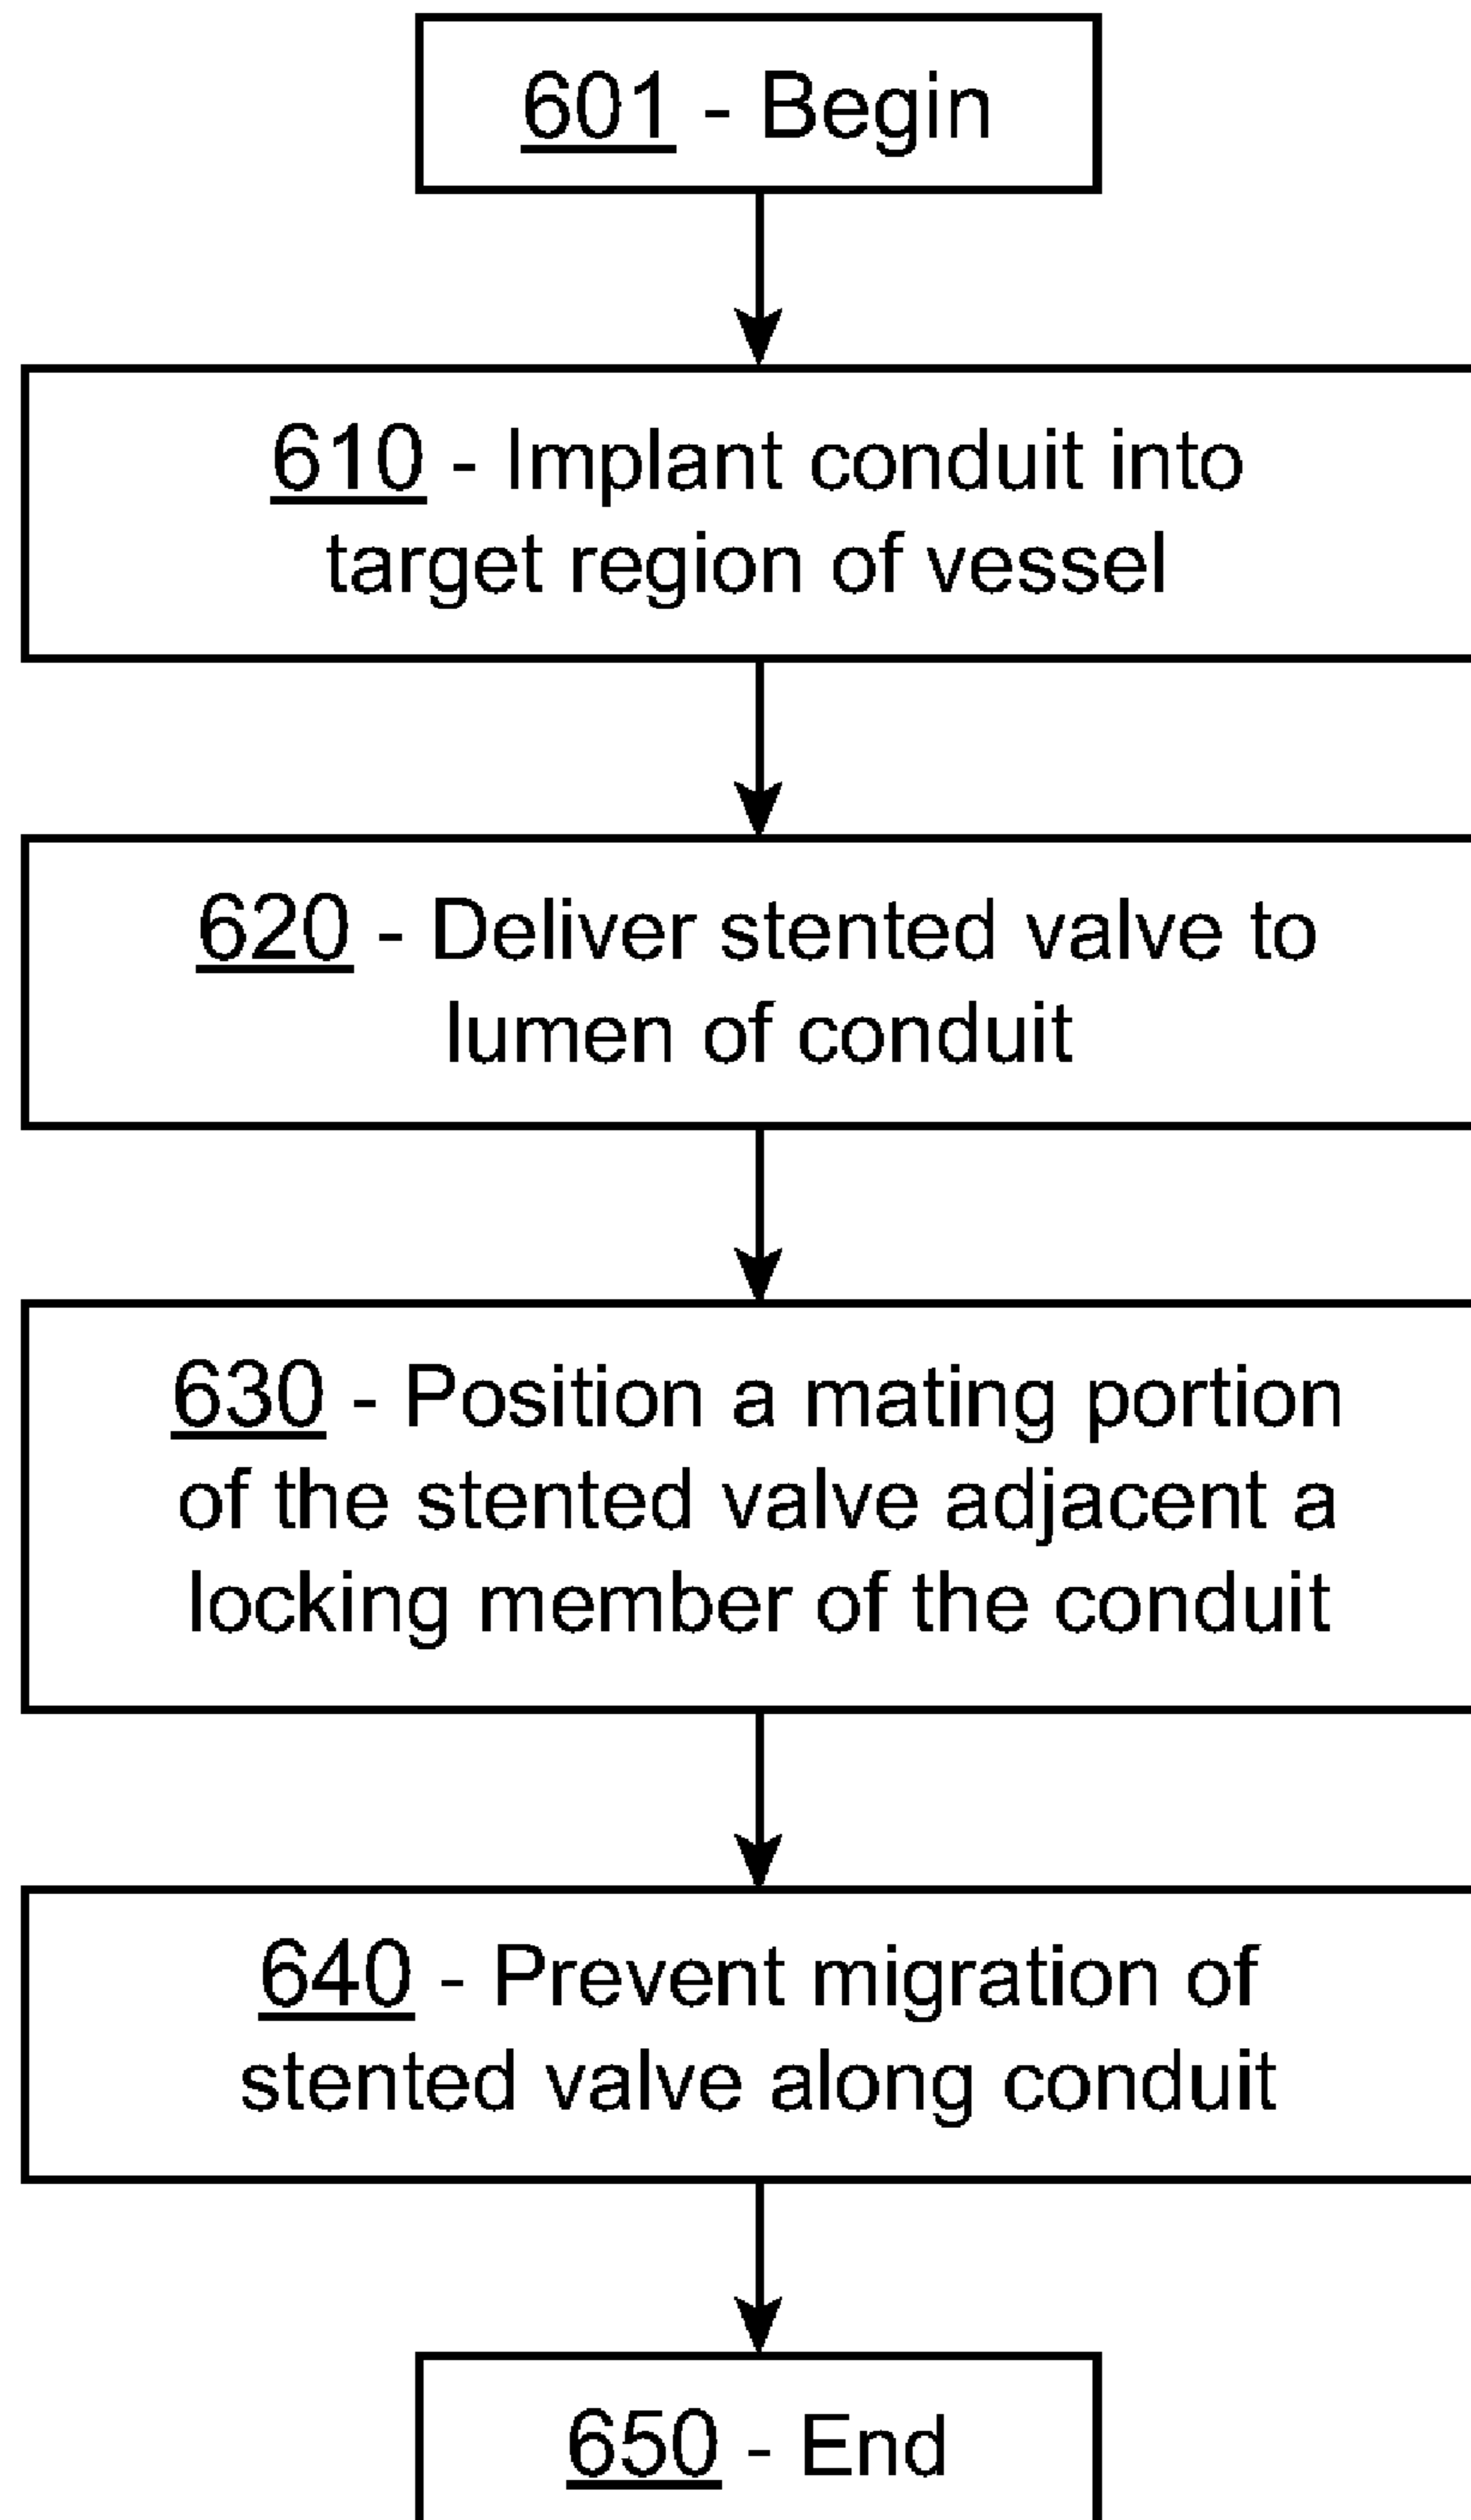 601 - Begin
610 - Implant conduit into
target region of vessel
620 - Deliver stented valve to
lumen of conduit
630 - Position a mating portion
of the stented valve adjacent a
locking member of the conduit
640 - Prevent migration of
stented valve along conduit
650 - End